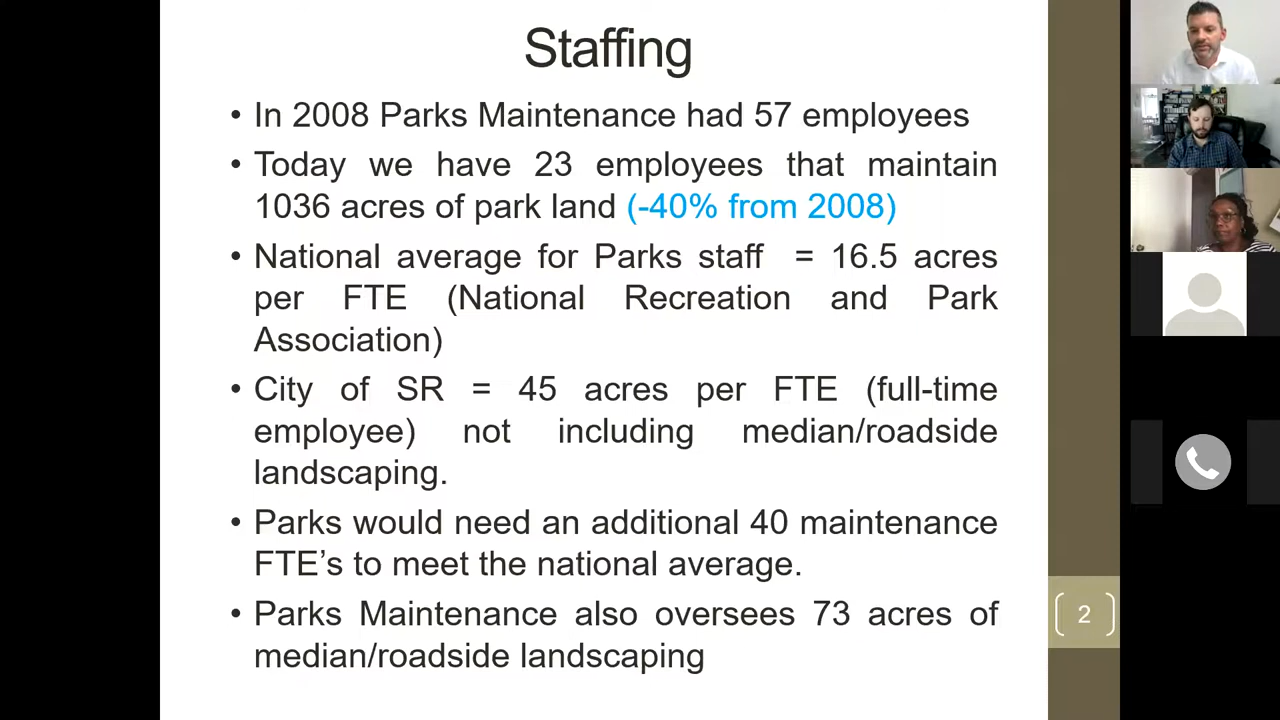 Staffing
• In 2008 Parks Maintenance had 57 employees
• Today we have 23 employees that maintain
1036 acres of park land (-40% from 2008)
• National average for Parks staff = 16.5 acres
per FTE (National Recreation and Park
Association)
• City of SR = 45 acres per FTE (full-time
employee) not including median/roadside
landscaping.
• Parks would need an additional 40 maintenance
FTE’s to meet the national average.
• Parks Maintenance also oversees 73 acres of
median/roadside landscaping
2